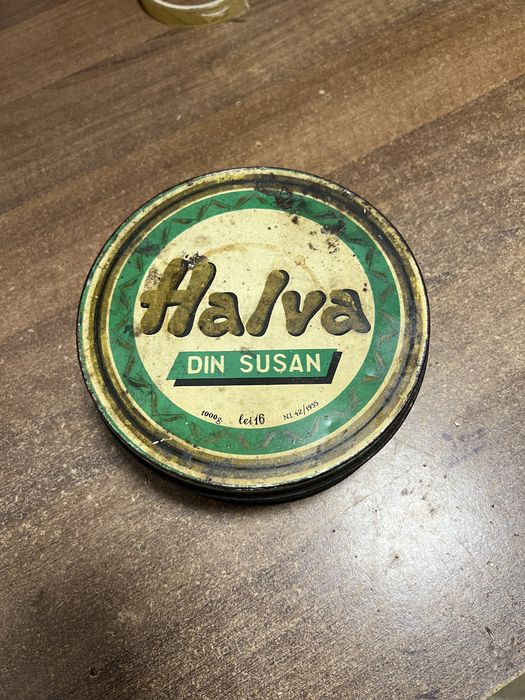 Halva
DIN SUSAN
1000g lei 16 N.I. 42/1955